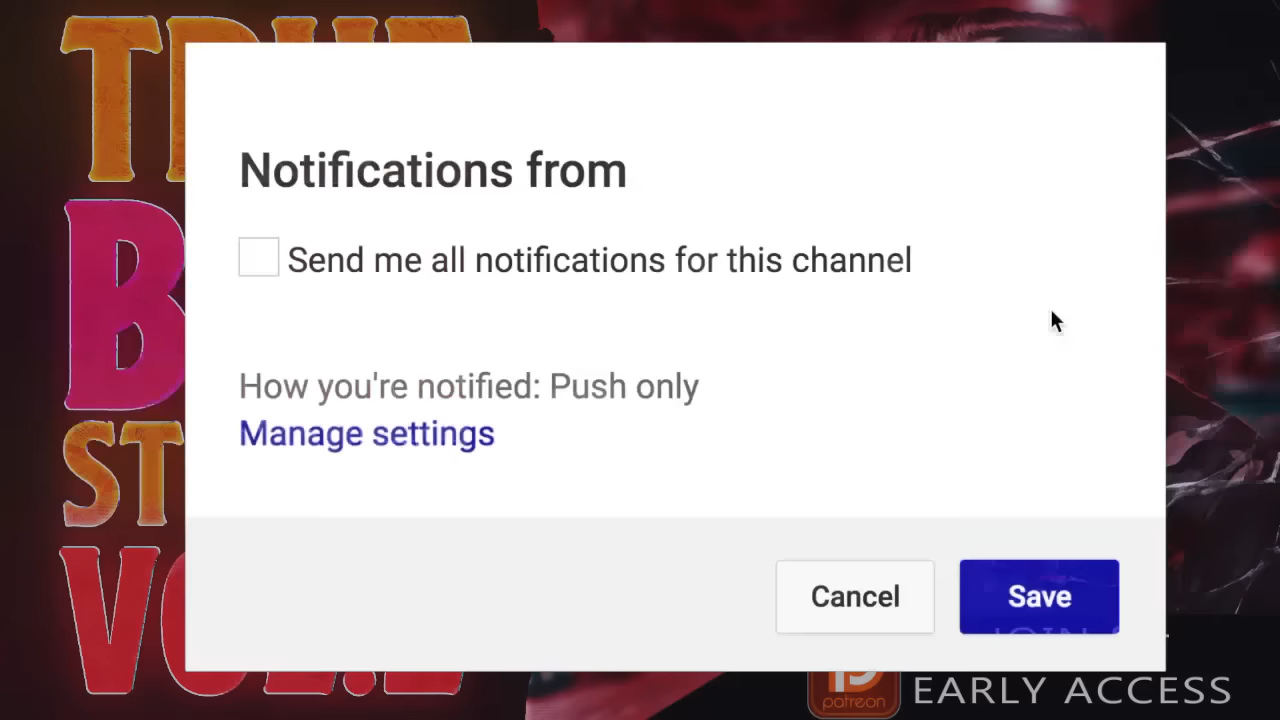 Notifications from
Send me all notifications for this channel
How you're notified: Push only
Manage settings
Cancel
Save
patreon
EARLY ACCESS